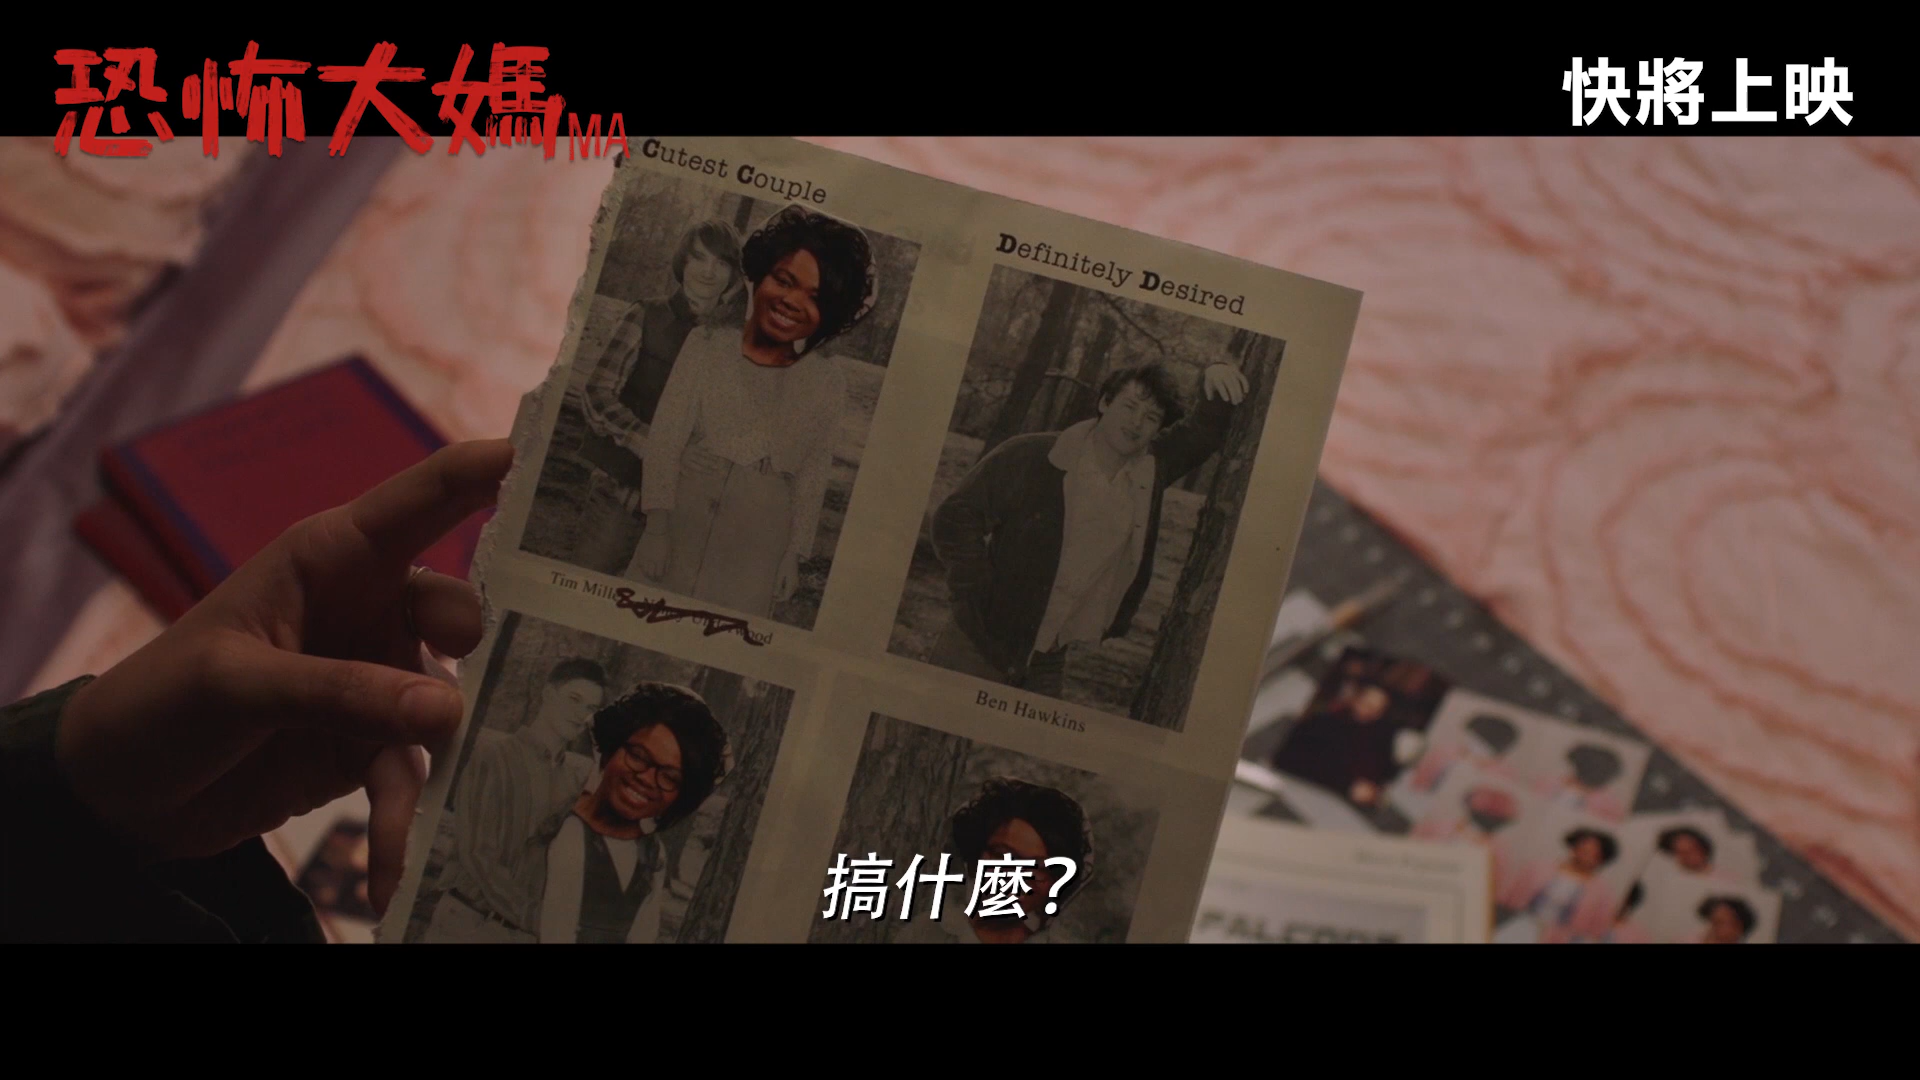 恐怖大媽 MA
快將上映
Cutest Couple
Definitely Desired
Tim Mill
Ben Hawkins
搞什麼?